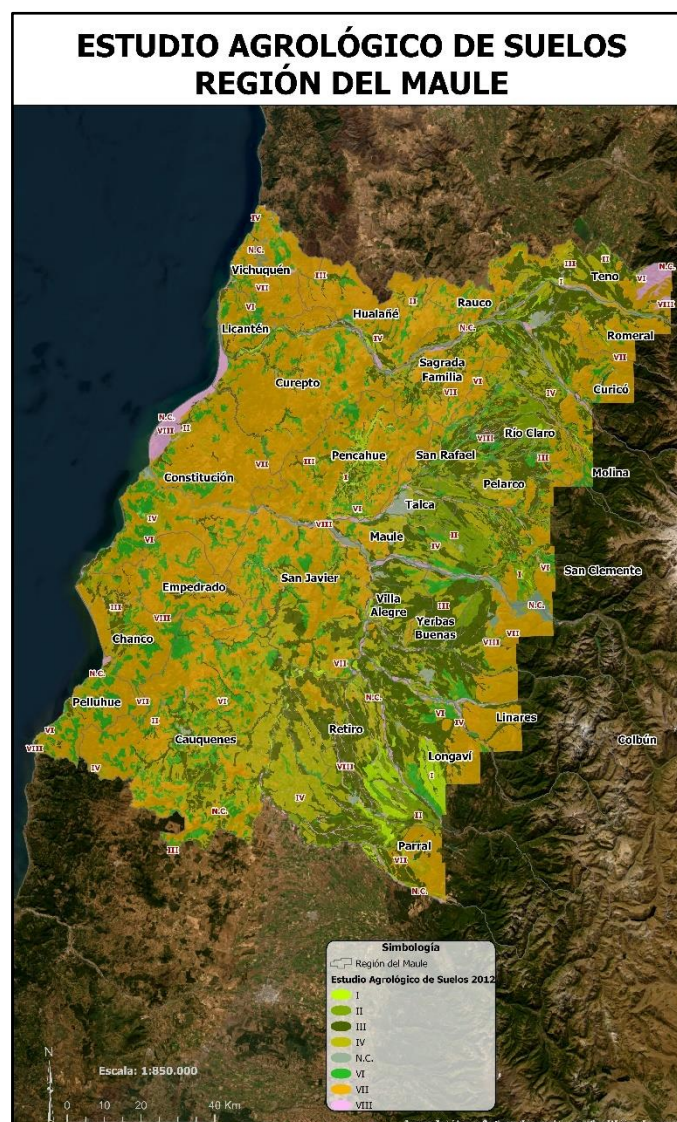 ESTUDIO AGROLÓGICO DE SUELOS
REGIÓN DEL MAULE
IV
N.C.
Vichuquén
III
VII
VI
Licantén
Hualañé
II
Rauco
N.C.
IV
III
II
I
Teno
VI
N.C.
VIII
Romeral
VII
Curicó
Sagrada
Familia
VI
VII
IV
Curepto
N.C.
VIII
II
Constitución
VII
III
Pencahue
I
San Rafael
VIII
Río Claro
III
Pelarco
Molina
VI
Talca
VIII
IV
VI
Maule
II
IV
I
VI
San Clemente
Empedrado
San Javier
Villa
Alegre
III
Yerbas
Buenas
N.C.
VII
VIII
III
VIII
Chanco
VII
N.C.
N.C.
Pelluhue
VII
II
VI
Cauquenes
Retiro
VI
IV
Linares
Colbún
Longaví
VI
VIII
IV
VIII
I
IV
N.C.
II
III
Parral
VII
N.C.
Simbología
Región del Maule
Estudio Agrológico de Suelos 2012
I
II
III
IV
N.C.
VI
VII
VIII
N
Escala: 1:850.000
0 10 20 40 Km